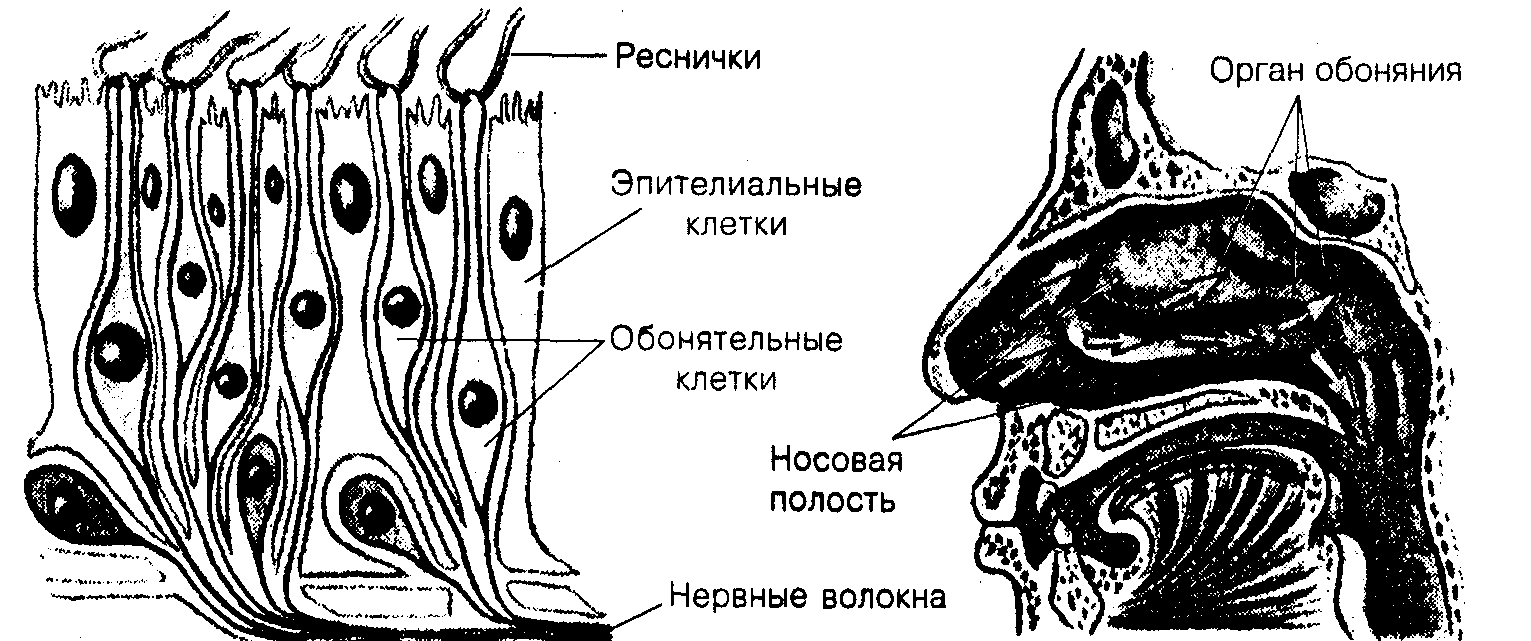 Реснички
Орган обоняния
Эпителиальные
клетки
Обонятельные
клетки
Носовая
полость
Нервные волокна